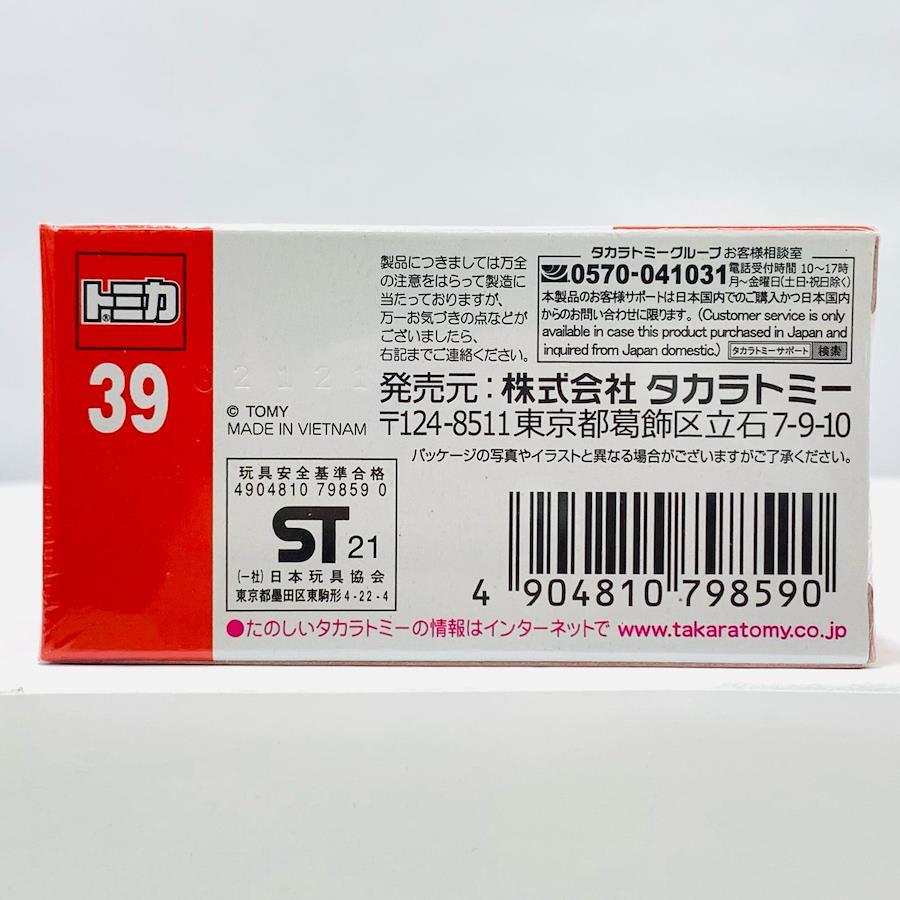 トミカ®
39
製品につきましては万全
の注意をはらって製造に
当たっておりますが、
万一お気づきの点などが
ございましたら、
右記までご連絡ください。
タカラトミーグループ お客様相談室
0570-041031 電話受付時間 10〜17時
月〜金曜日(土日・祝日除く)
本製品のお客様サポートは日本国内でのご購入かつ日本国内
からのお問い合わせに限ります。(Customer service is only
available in case this product purchased in Japan and
inquired from Japan domestic.) タカラトミーサポート 検索
発売元：株式会社 タカラトミー
〒124-8511 東京都葛飾区立石 7-9-10
パッケージの写真やイラストと異なる場合がございますがご了承ください。
© TOMY
MADE IN VIETNAM
玩具安全基準合格
4904810 79859 0
ST 21
(一社)日本玩具協会
東京都墨田区東駒形4-22-4
4 904810 798590
●たのしいタカラトミーの情報はインターネットで www.takaratomy.co.jp